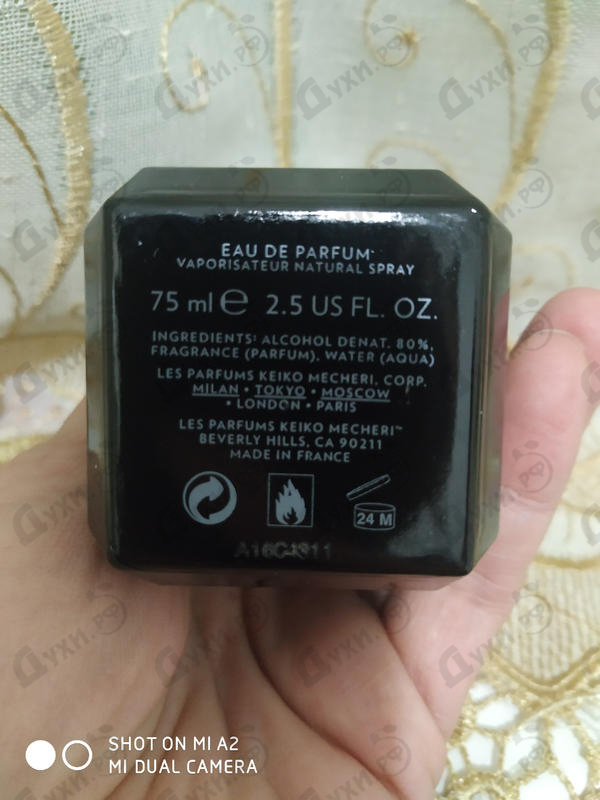 EAU DE PARFUM
VAPORISATEUR NATURAL SPRAY
75 ml e 2.5 US FL. OZ.
INGREDIENTS: ALCOHOL DENAT. 80%,
FRAGRANCE (PARFUM), WATER (AQUA)
LES PARFUMS KEIKO MECHERI, CORP.
MILAN • TOKYO • MOSCOW
• LONDON • PARIS
LES PARFUMS KEIKO MECHERI™
BEVERLY HILLS, CA 90211
MADE IN FRANCE
24 M
SHOT ON MI A2
MI DUAL CAMERA
Духи.рф